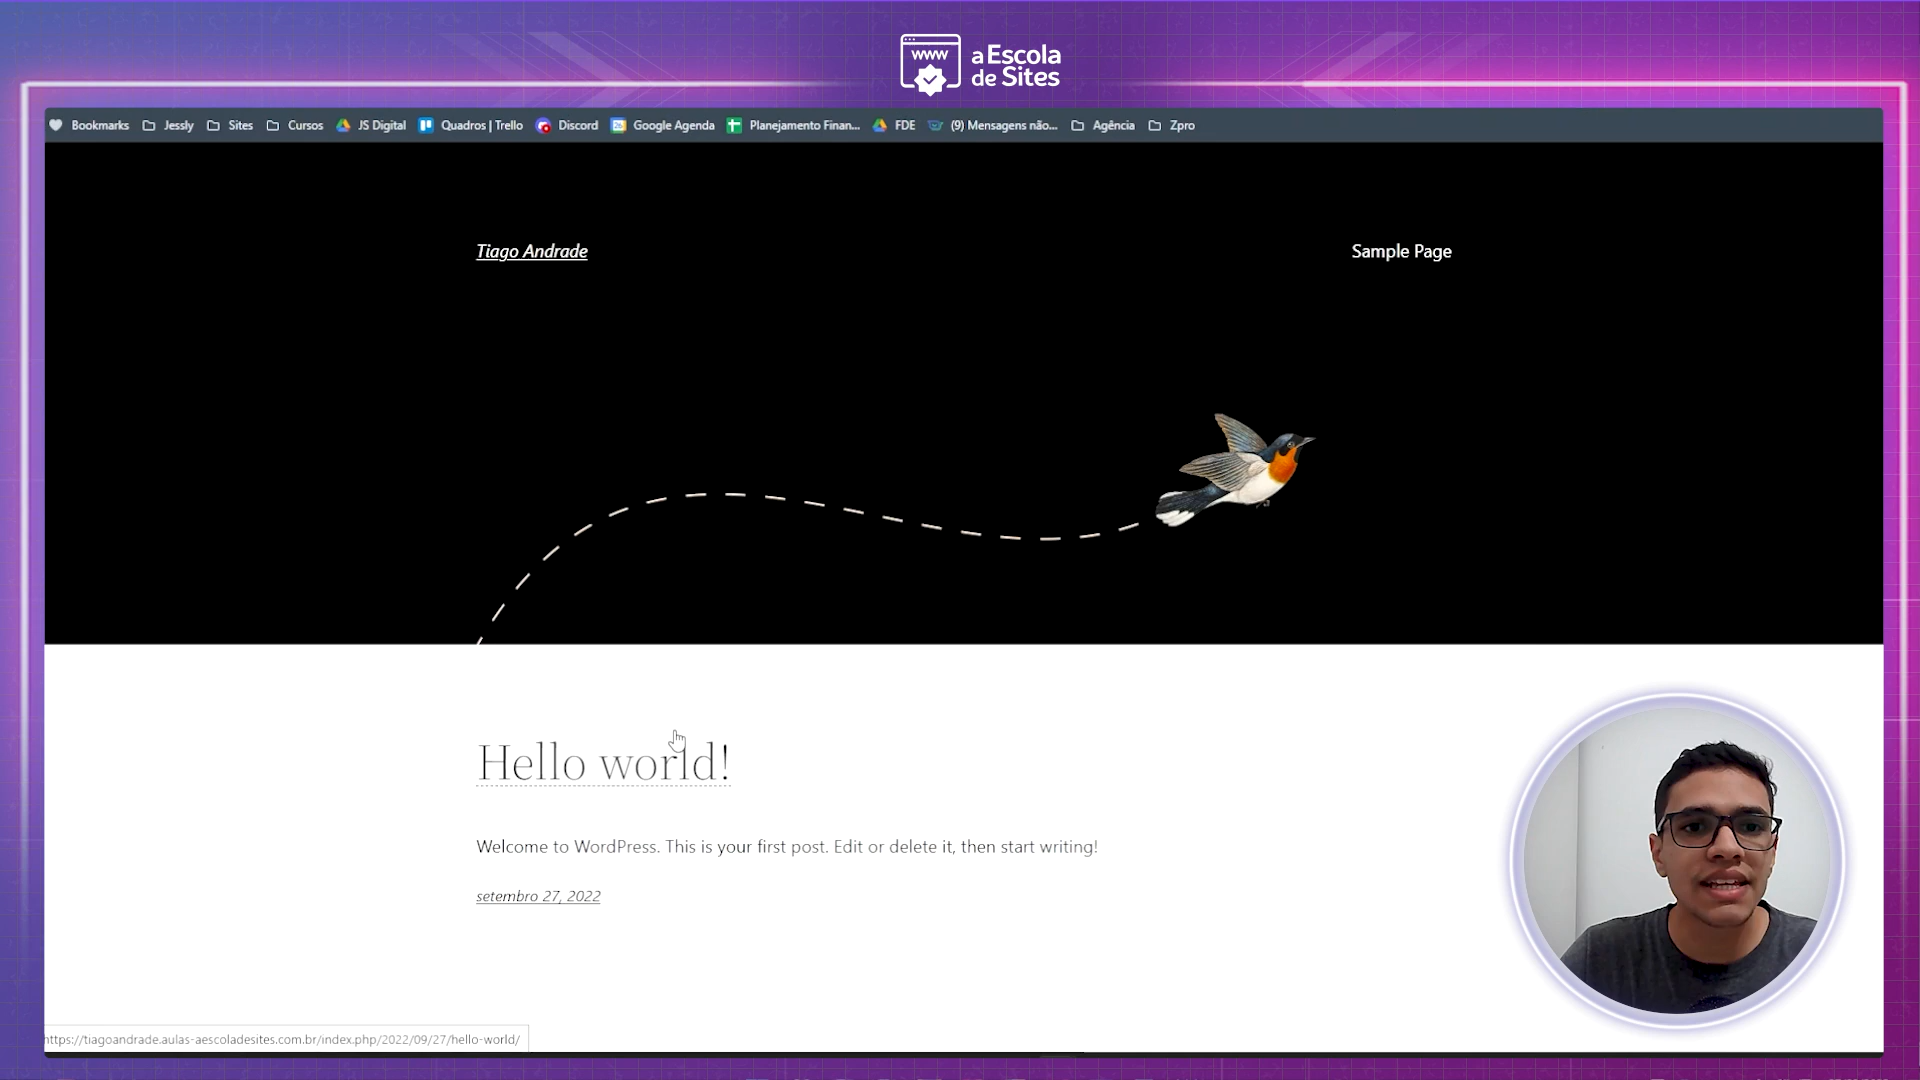 www
a Escola
de Sites
Bookmarks Jessly Sites Cursos JS Digital Quadros | Trello Discord Google Agenda Planejamento Finan... FDE (9) Mensagens não... Agência Zpro
Tiago Andrade Sample Page
Hello world!
Welcome to WordPress. This is your first post. Edit or delete it, then start writing!
setembro 27, 2022
https://tiagoandrade.aulas-aescoladesites.com.br/index.php/2022/09/27/hello-world/